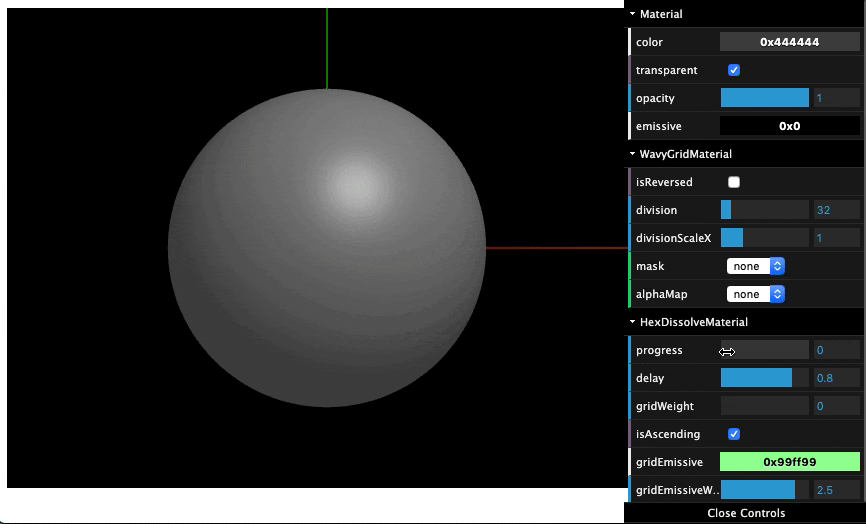 Material
color 0x444444
transparent
opacity 1
emissive 0x0
WavyGridMaterial
isReversed
division 32
divisionScaleX 1
mask none
alphaMap none
HexDissolveMaterial
progress 0
delay 0.8
gridWeight 0
isAscending
gridEmissive 0x99ff99
gridEmissiveW.. 2.5
Close Controls